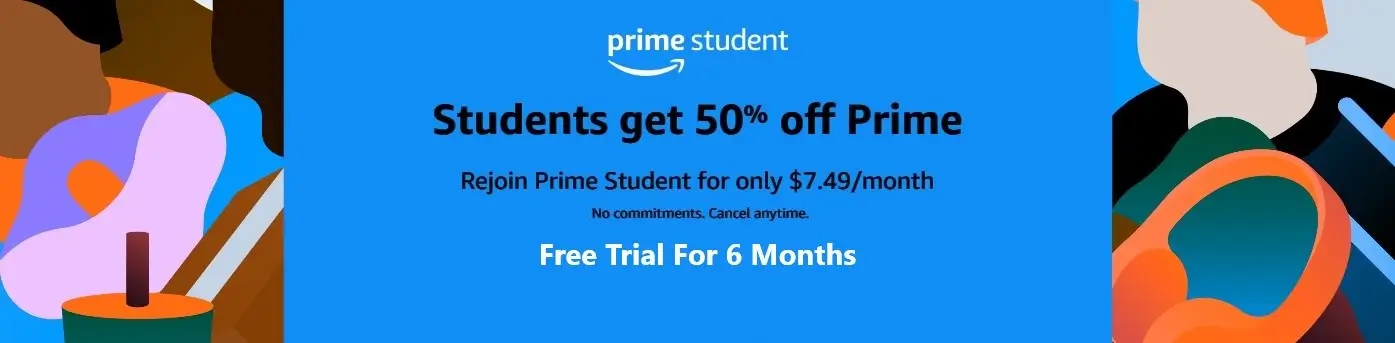 prime student
Students get 50% off Prime
Rejoin Prime Student for only $7.49/month
No commitments. Cancel anytime.
Free Trial For 6 Months